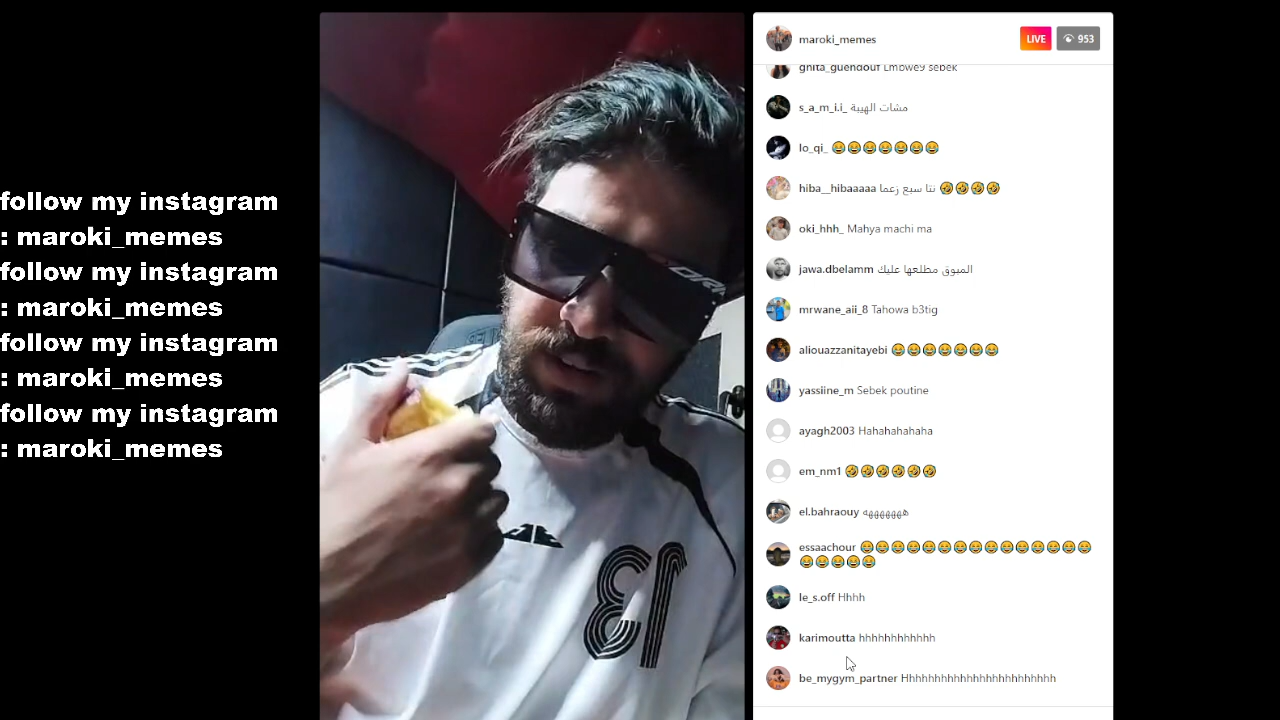 follow my instagram
: maroki_memes
follow my instagram
: maroki_memes
follow my instagram
: maroki_memes
follow my instagram
: maroki_memes
13
maroki_memes
LIVE
953
ghita_guendouf Lmbwe9 sebek
s_a_m_i.i_ مشات الهيبة
lo_qi_ 😂😂😂😂😂😂😂
hiba__hibaaaaa نتا سبع زعما 🤣🤣🤣🤣
oki_hhh_ Mahya machi ma
jawa.dbelamm المبوق مطلعها عليك
mrwane_aii_8 Tahowa b3tig
aliouazzanitayebi 😂😂😂😂😂😂😂
yassiine_m Sebek poutine
ayagh2003 Hahahahahaha
em_nm1 🤣🤣🤣🤣🤣🤣
el.bahraouy ههههههههه
essaachour 😂😂😂😂😂😂😂😂😂😂😂😂😂😂😂
😂😂😂😂😂
le_s.off Hhhh
karimoutta hhhhhhhhhhhh
be_mygym_partner Hhhhhhhhhhhhhhhhhhhhhhhh